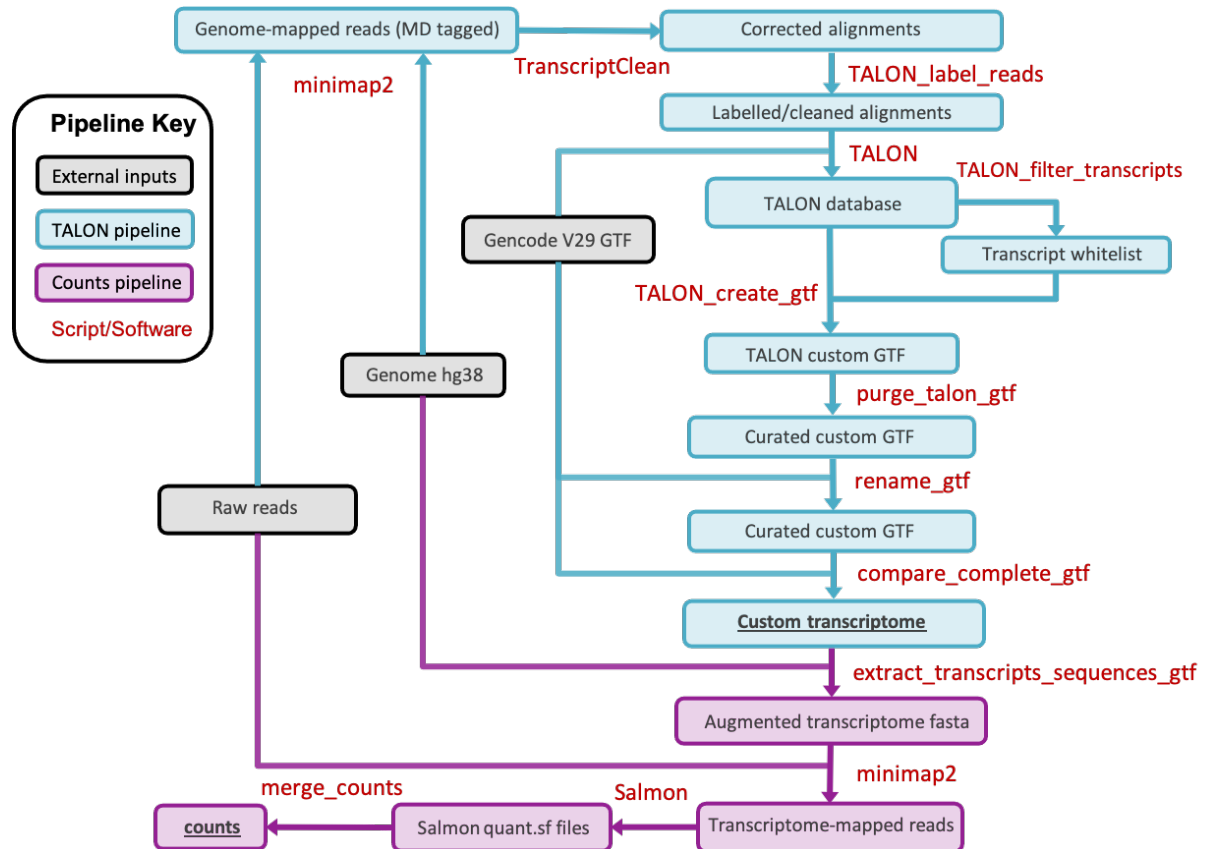 Genome-mapped reads (MD tagged)
Corrected alignments
TranscriptClean
minimap2
TALON_label_reads
Pipeline Key
External inputs
TALON pipeline
Counts pipeline
Script/Software
Labelled/cleaned alignments
TALON
TALON_filter_transcripts
TALON database
Gencode V29 GTF
Transcript whitelist
TALON_create_gtf
TALON custom GTF
Genome hg38
purge_talon_gtf
Curated custom GTF
rename_gtf
Raw reads
Curated custom GTF
compare_complete_gtf
Custom transcriptome
extract_transcripts_sequences_gtf
Augmented transcriptome fasta
minimap2
merge_counts
Salmon
counts
Salmon quant.sf files
Transcriptome-mapped reads